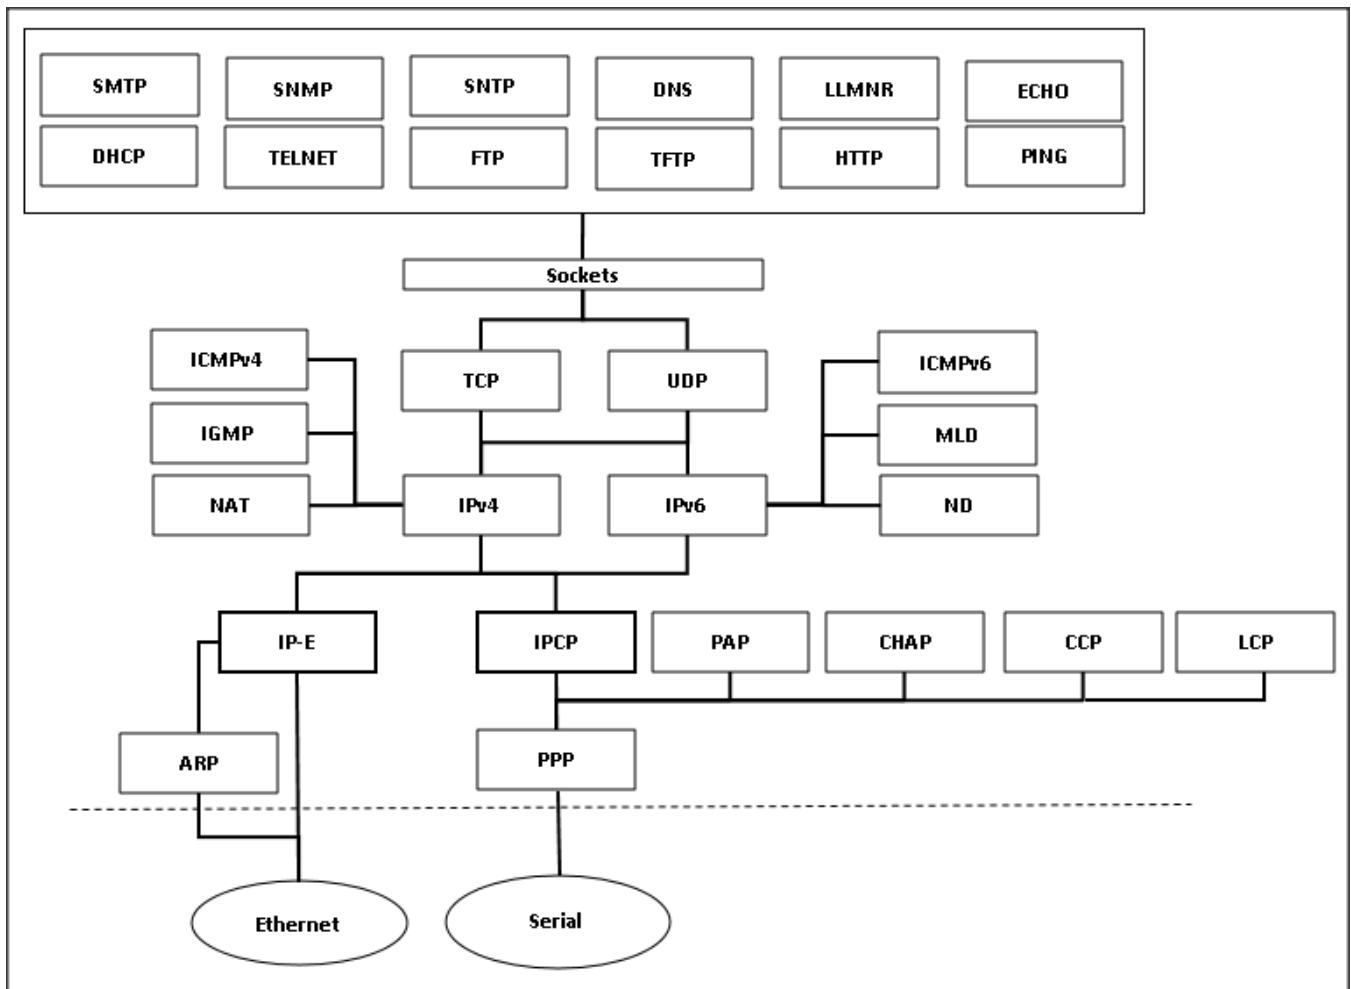 SMTP
SNMP
SNTP
DNS
LLMNR
ECHO
DHCP
TELNET
FTP
TFTP
HTTP
PING
Sockets
ICMPv4
TCP
UDP
ICMPv6
IGMP
MLD
NAT
IPv4
IPv6
ND
IP-E
IPCP
PAP
CHAP
CCP
LCP
ARP
PPP
Ethernet
Serial